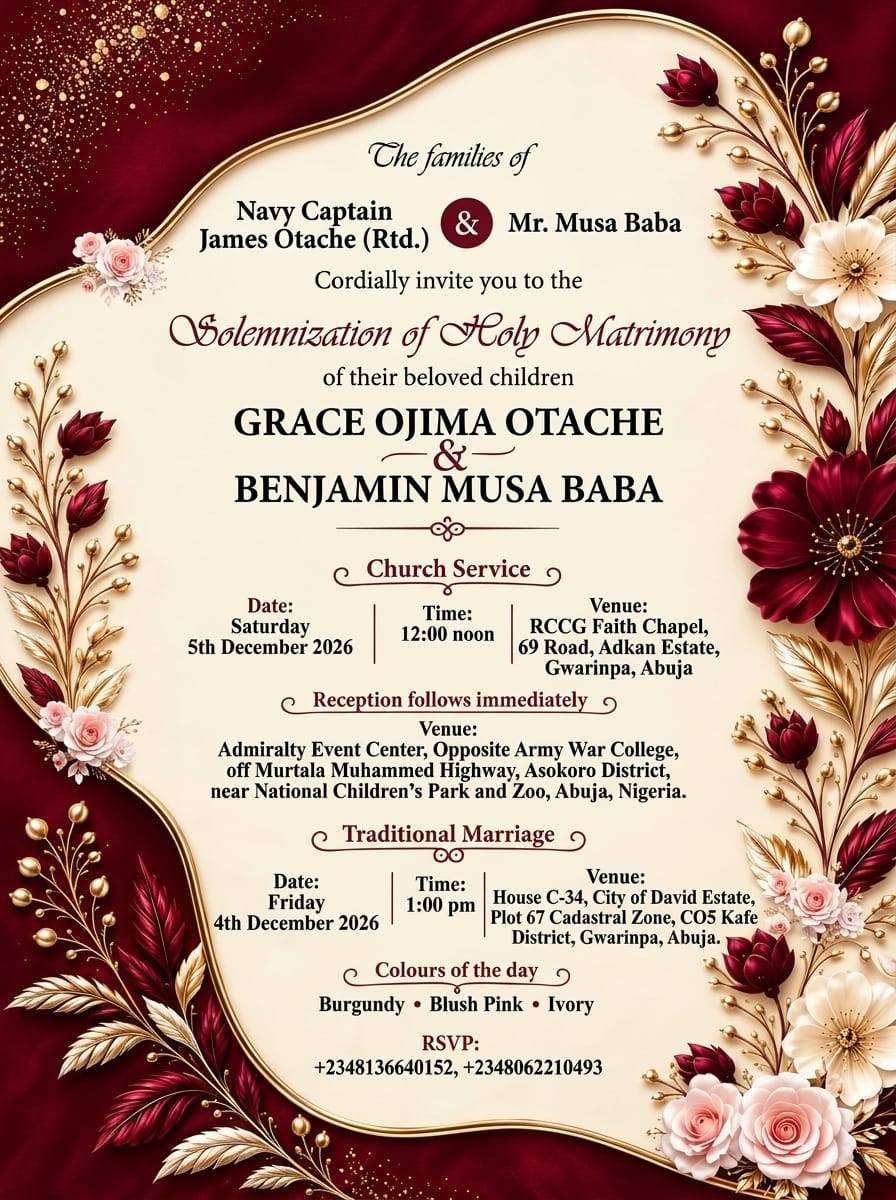 The families of
Navy Captain
James Otache (Rtd.)
&
Mr. Musa Baba
Cordially invite you to the
Solemnization of Holy Matrimony
of their beloved children
GRACE OJIMA OTACHE
&
BENJAMIN MUSA BABA
Church Service
Date:
Saturday
5th December 2026
Time:
12:00 noon
Venue:
RCCG Faith Chapel,
69 Road, Adkan Estate,
Gwarinpa, Abuja
Reception follows immediately
Venue:
Admiralty Event Center, Opposite Army War College,
off Murtala Muhammed Highway, Asokoro District,
near National Children's Park and Zoo, Abuja, Nigeria.
Traditional Marriage
Date:
Friday
4th December 2026
Time:
1:00 pm
Venue:
House C-34, City of David Estate,
Plot 67 Cadastral Zone, CO5 Kafe
District, Gwarinpa, Abuja.
Colours of the day
Burgundy • Blush Pink • Ivory
RSVP:
+2348136640152, +2348062210493